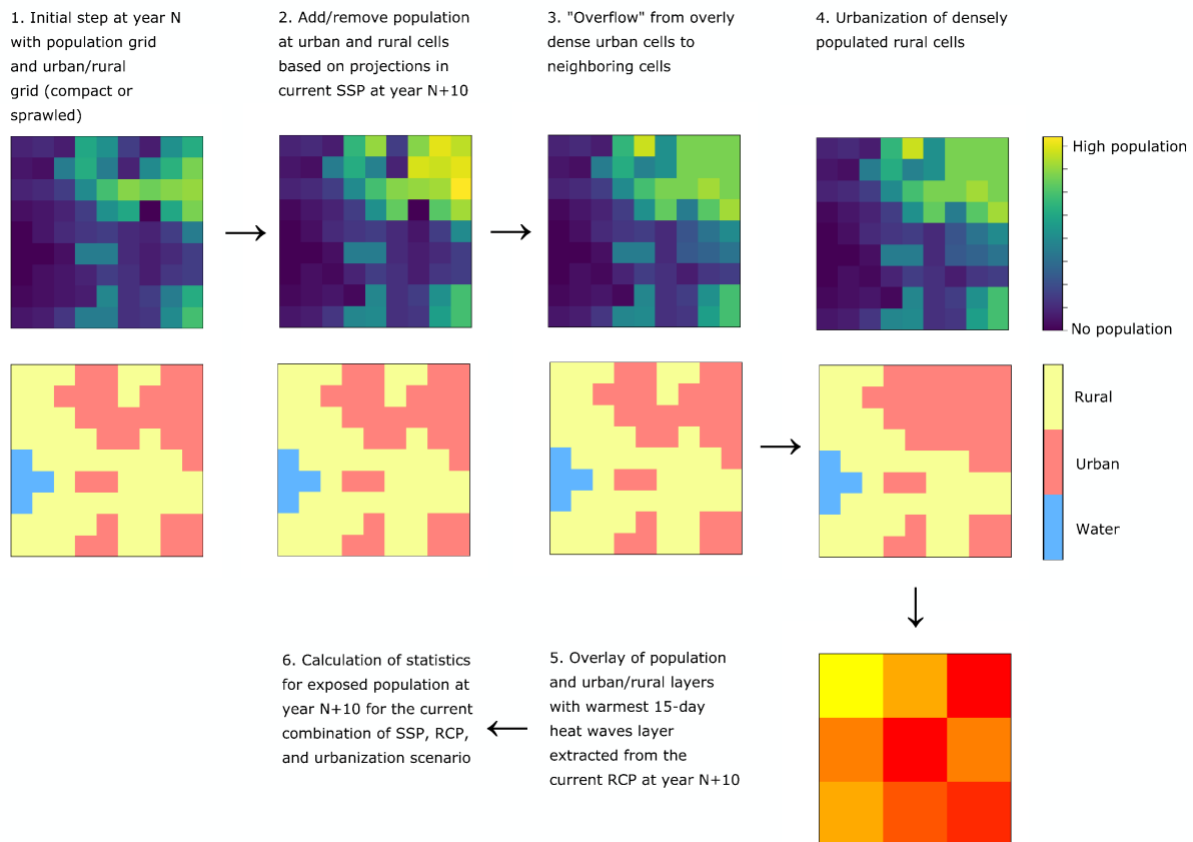 1. Initial step at year N
with population grid
and urban/rural
grid (compact or
sprawled)
2. Add/remove population
at urban and rural cells
based on projections in
current SSP at year N+10
3. "Overflow" from overly
dense urban cells to
neighboring cells
4. Urbanization of densely
populated rural cells
High population
No population
Rural
Urban
Water
6. Calculation of statistics
for exposed population at
year N+10 for the current
combination of SSP, RCP,
and urbanization scenario
5. Overlay of population
and urban/rural layers
with warmest 15-day
heat waves layer
extracted from the
current RCP at year N+10